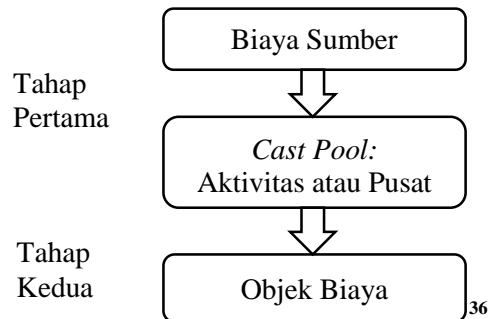 Biaya Sumber
Tahap
Pertama
Cast Pool:
Aktivitas atau Pusat
Tahap
Kedua
Objek Biaya
36